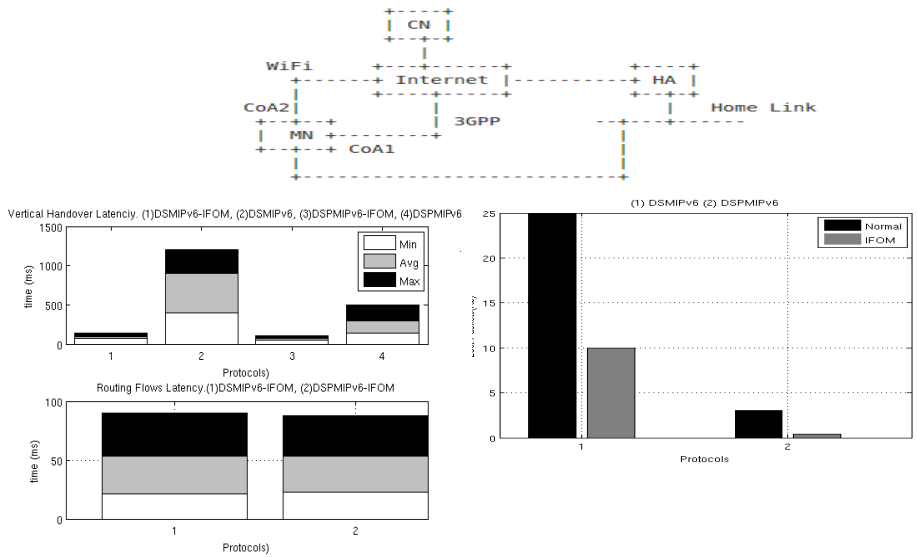 CN
WiFi
Internet
HA
CoA2
Home Link
3GPP
MN
CoA1
Vertical Handover Latenciy. (1)DSMIPv6-IFOM, (2)DSMIPv6, (3)DSPMIPv6-IFOM, (4)DSPMIPv6
1500
1000
500
0
time (ms)
Min
Avg
Max
1 2 3 4
Protocols)
Routing Flows Latency.(1)DSMIPv6-IFOM, (2)DSPMIPv6-IFOM
100
50
0
time (ms)
1 2
Protocols)
(1) DSMIPv6 (2) DSPMIPv6
25
20
15
10
5
0
Normal
IFOM
1 2
Protocols